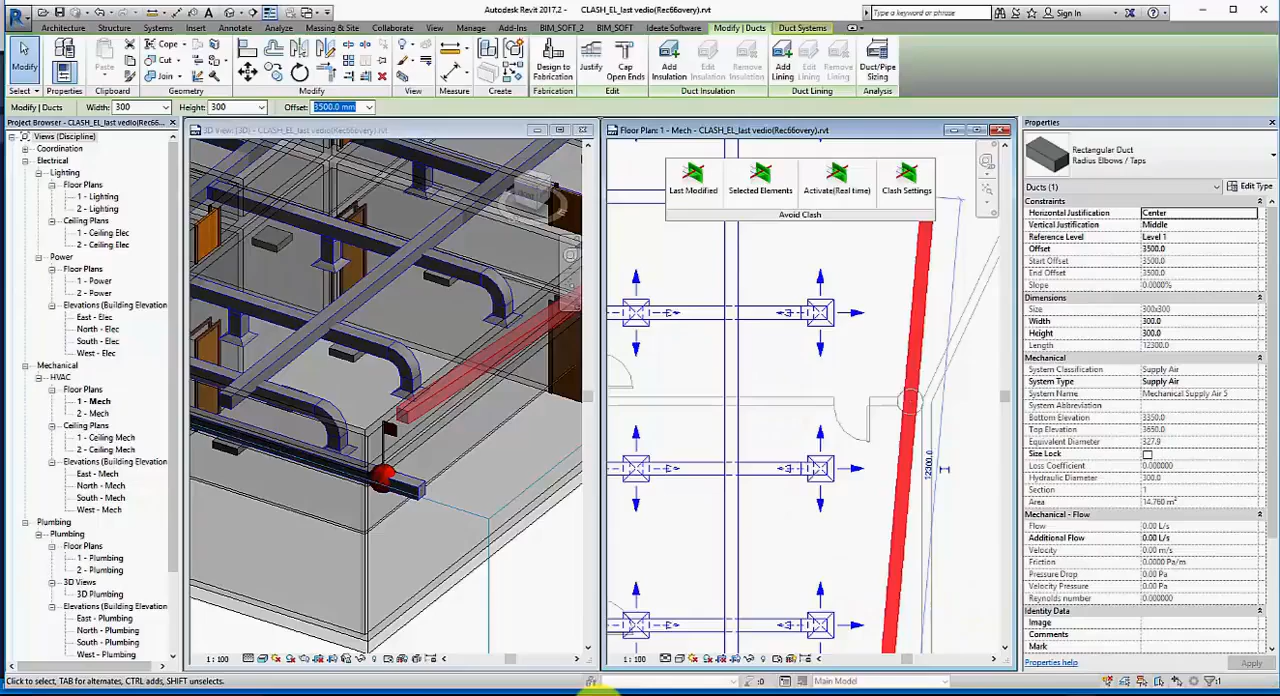 Autodesk Revit 2017.2 - CLASH_EL_last vedio(Rec66overy).rvt
Type a keyword or phrase
Sign In
Architecture Structure Systems Insert Annotate Analyze Massing & Site Collaborate View Manage Add-Ins BIM_SOFT_2 BIM_SOFT Ideate Software Modify | Ducts Duct Systems
Modify
Paste
Cope
Cut
Join
Design to Fabrication
Justify
Cap Open Ends
Add Insulation
Edit Insulation
Remove Insulation
Add Lining
Edit Lining
Remove Lining
Duct/Pipe Sizing
Select Properties Clipboard Geometry Modify View Measure Create Fabrication Edit Duct Insulation Duct Lining Analysis
Modify | Ducts Width: 300 Height: 300 Offset: 3500.0 mm
Project Browser - CLASH_EL_last vedio(Rec66overy).rvt
Views (Discipline)
Coordination
Electrical
Lighting
Floor Plans
1 - Lighting
2 - Lighting
Ceiling Plans
1 - Ceiling Elec
2 - Ceiling Elec
Power
Floor Plans
1 - Power
2 - Power
Elevations (Building Elevation
East - Elec
North - Elec
South - Elec
West - Elec
Mechanical
HVAC
Floor Plans
1 - Mech
2 - Mech
Ceiling Plans
1 - Ceiling Mech
2 - Ceiling Mech
Elevations (Building Elevation
East - Mech
North - Mech
South - Mech
West - Mech
Plumbing
Plumbing
Floor Plans
1 - Plumbing
2 - Plumbing
3D Views
3D Plumbing
Elevations (Building Elevation
East - Plumbing
North - Plumbing
South - Plumbing
West - Plumbing
3D View: {3D} - CLASH_EL_last vedio(Rec66overy).rvt
1 : 100
Floor Plan: 1 - Mech - CLASH_EL_last vedio(Rec66overy).rvt
Last Modified
Selected Elements
Activate(Real time)
Clash Settings
Avoid Clash
12300.0
1 : 100
Properties
Rectangular Duct
Radius Elbows / Taps
Ducts (1) Edit Type
Constraints
Horizontal Justification Center
Vertical Justification Middle
Reference Level Level 1
Offset 3500.0
Start Offset 3500.0
End Offset 3500.0
Slope 0.0000%
Dimensions
Size 300x300
Width 300.0
Height 300.0
Length 12300.0
Mechanical
System Classification Supply Air
System Type Supply Air
System Name Mechanical Supply Air 5
System Abbreviation
Bottom Elevation 3350.0
Top Elevation 3650.0
Equivalent Diameter 327.9
Size Lock
Loss Coefficient 0.000000
Hydraulic Diameter 300.0
Section 1
Area 14.760 m²
Mechanical - Flow
Flow 0.00 L/s
Additional Flow 0.00 L/s
Velocity 0.00 m/s
Friction 0.0000 Pa/m
Pressure Drop 0.00 Pa
Velocity Pressure 0.00 Pa
Reynolds number 0.000000
Identity Data
Image
Comments
Mark
Properties help Apply
Click to select, TAB for alternates, CTRL adds, SHIFT unselects.
:0
Main Model
:1